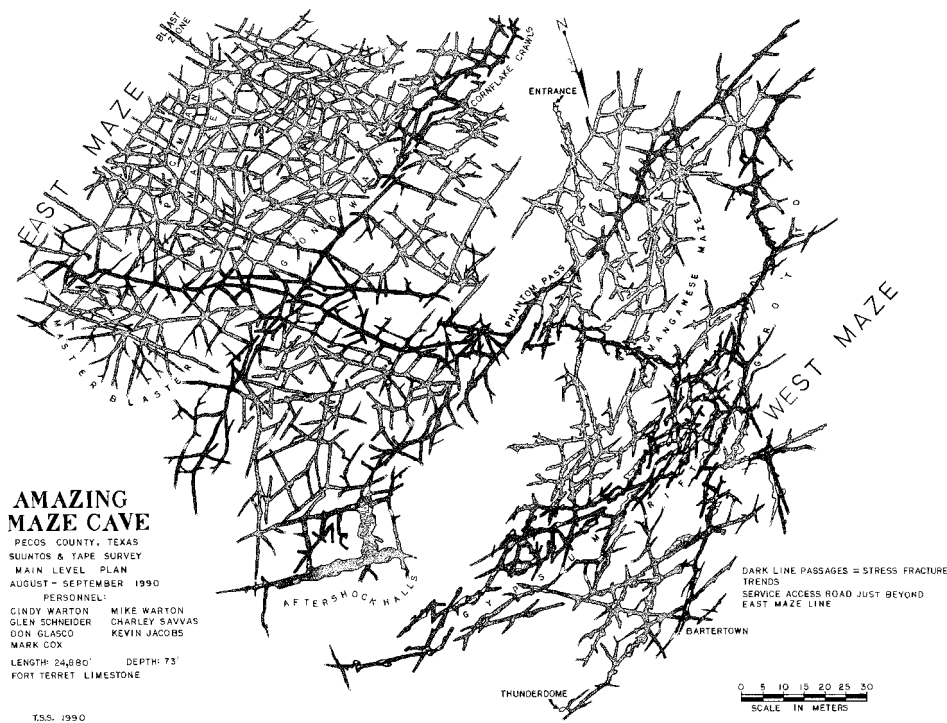 BLAST
ZONE
N
CORNFLAKE CRAWLS
ENTRANCE
EAST MAZE
PACMAN MAZE
GONDWANALAND
PHANTOM PASS
MANGANESE MAZE
GROTTO
WEST MAZE
MASTER BLASTER
AMAZING
MAZE CAVE
PECOS COUNTY, TEXAS
SUUNTOS & TAPE SURVEY
MAIN LEVEL PLAN
AUGUST - SEPTEMBER 1990
PERSONNEL:
CINDY WARTON MIKE WARTON
GLEN SCHNEIDER CHARLEY SAVVAS
DON GLASCO KEVIN JACOBS
MARK COX
LENGTH: 24,880' DEPTH: 73'
FORT TERRET LIMESTONE
T.S.S. 1990
AFTERSHOCK HALLS
DARK LINE PASSAGES = STRESS FRACTURE
TRENDS
SERVICE ACCESS ROAD JUST BEYOND
EAST MAZE LINE
BARTERTOWN
THUNDERDOME
0 5 10 15 20 25 30
SCALE IN METERS